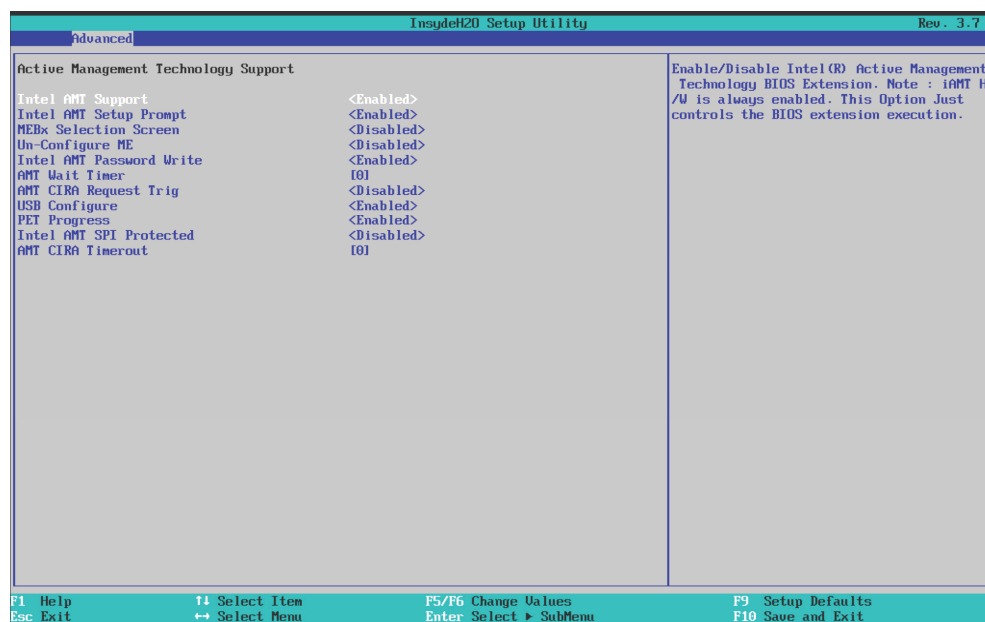 InsydeH2O Setup Utility Rev. 3.7
Advanced
Active Management Technology Support
Intel AMT Support <Enabled>
Intel AMT Setup Prompt <Enabled>
MEBx Selection Screen <Disabled>
Un-Configure ME <Disabled>
Intel AMT Password Write <Enabled>
AMT Wait Timer [0]
AMT CIRA Request Trig <Disabled>
USB Configure <Enabled>
PET Progress <Enabled>
Intel AMT SPI Protected <Disabled>
AMT CIRA Timerout [0]
Enable/Disable Intel(R) Active Management
Technology BIOS Extension. Note : iAMT H
/W is always enabled. This Option Just
controls the BIOS extension execution.
F1 Help ↑↓ Select Item F5/F6 Change Values F9 Setup Defaults
Esc Exit ↔ Select Menu Enter Select ▶ SubMenu F10 Save and Exit